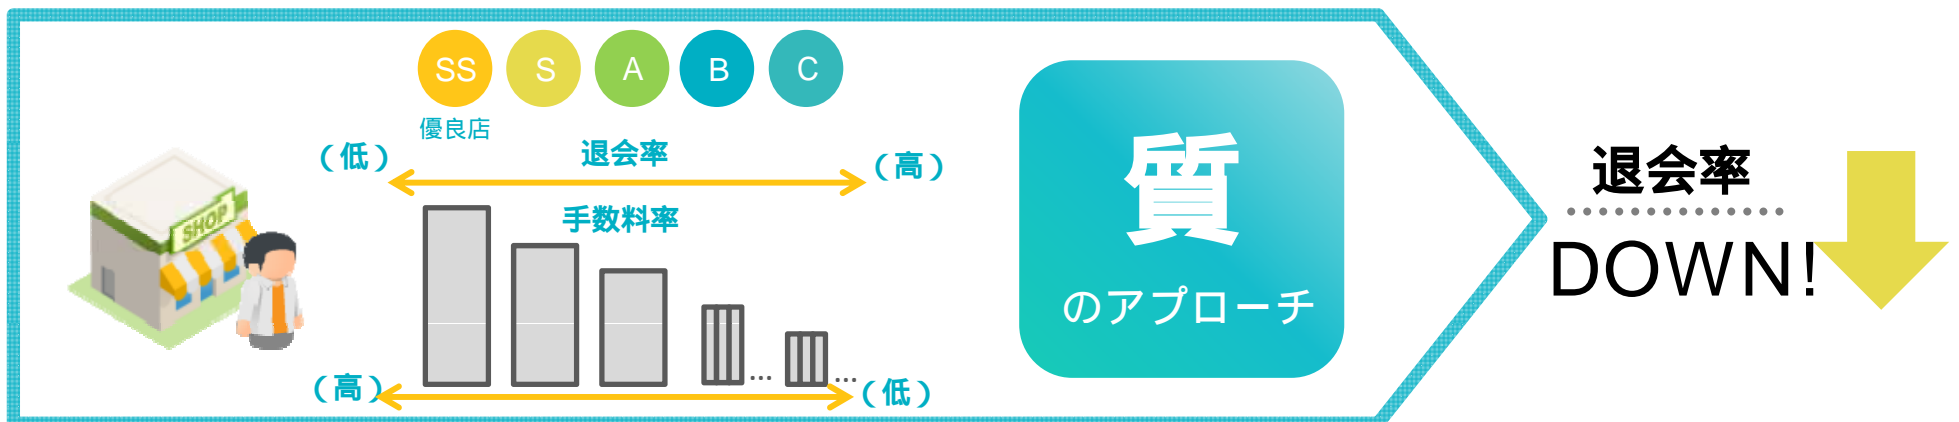 SS S A B C
優良店
退会率
（低） （高）
手数料率
SHOP
（高） （低）
... ...
質
のアプローチ
退会率
DOWN!